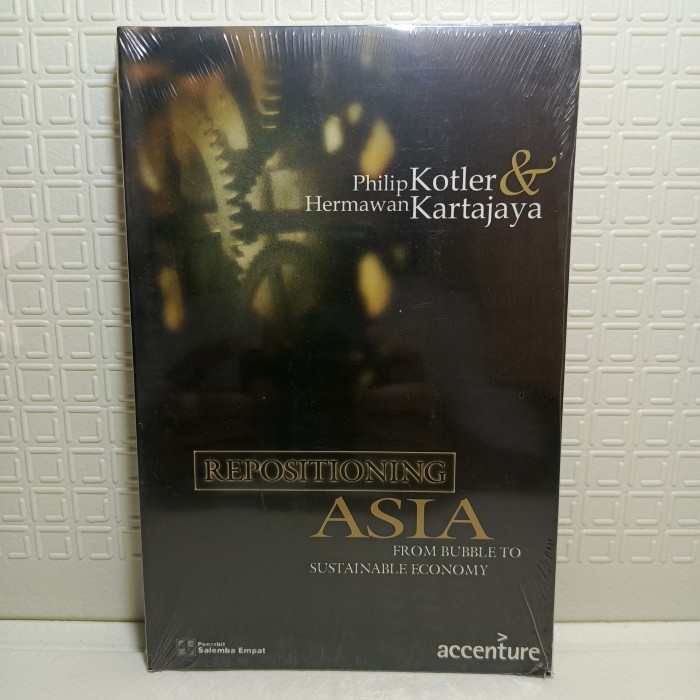 Philip Kotler &
Hermawan Kartajaya
REPOSITIONING
ASIA
FROM BUBBLE TO
SUSTAINABLE ECONOMY
Penerbit
Salemba Empat
>
accenture